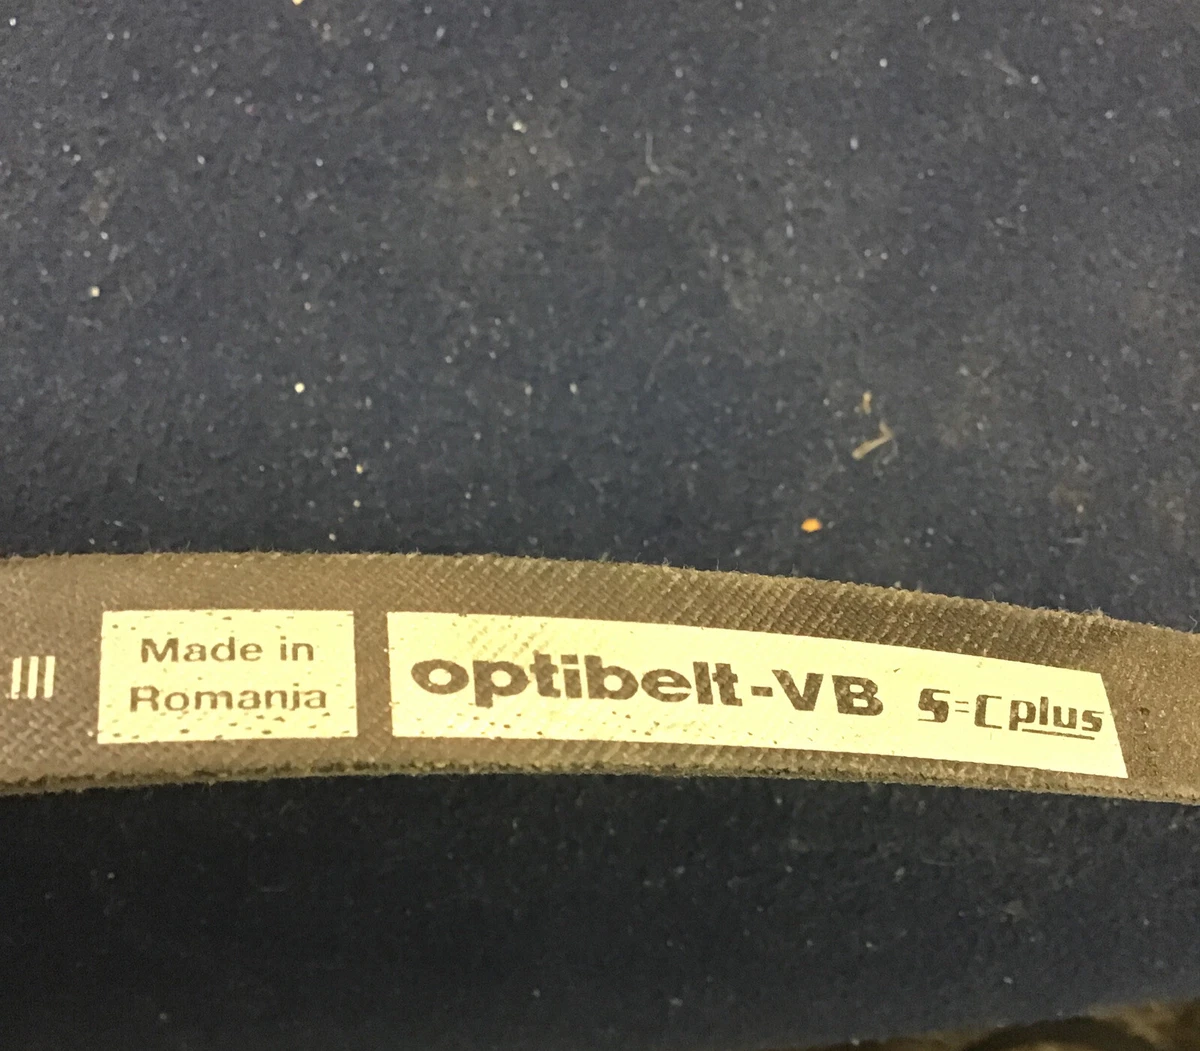 Made in
Romania
optibelt-VB S=C plus